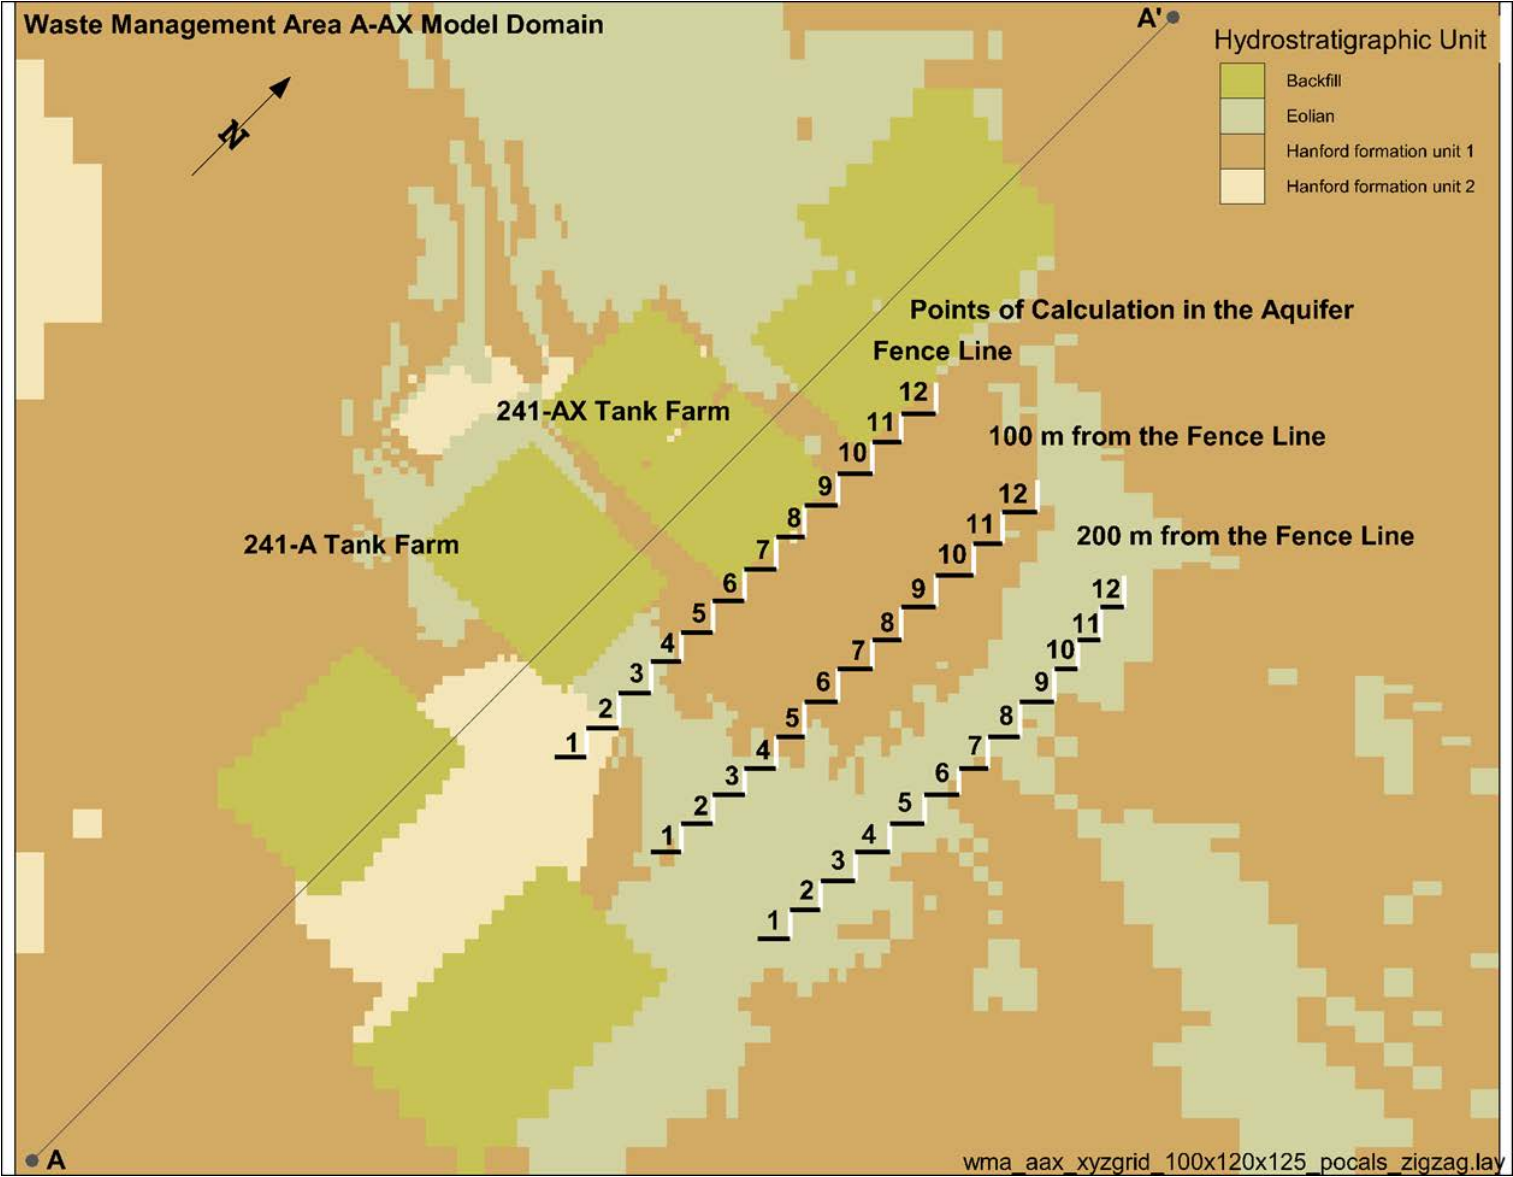 Waste Management Area A-AX Model Domain
A'
Hydrostratigraphic Unit
Backfill
Eolian
Hanford formation unit 1
Hanford formation unit 2
N
Points of Calculation in the Aquifer
Fence Line
12
11
10
9
8
7
6
5
4
3
2
1
241-AX Tank Farm
100 m from the Fence Line
12
11
10
9
8
7
6
5
4
3
2
1
241-A Tank Farm
200 m from the Fence Line
12
11
10
9
8
7
6
5
4
3
2
1
A
wma_aax_xyzgrid_100x120x125_pocals_zigzag.lay